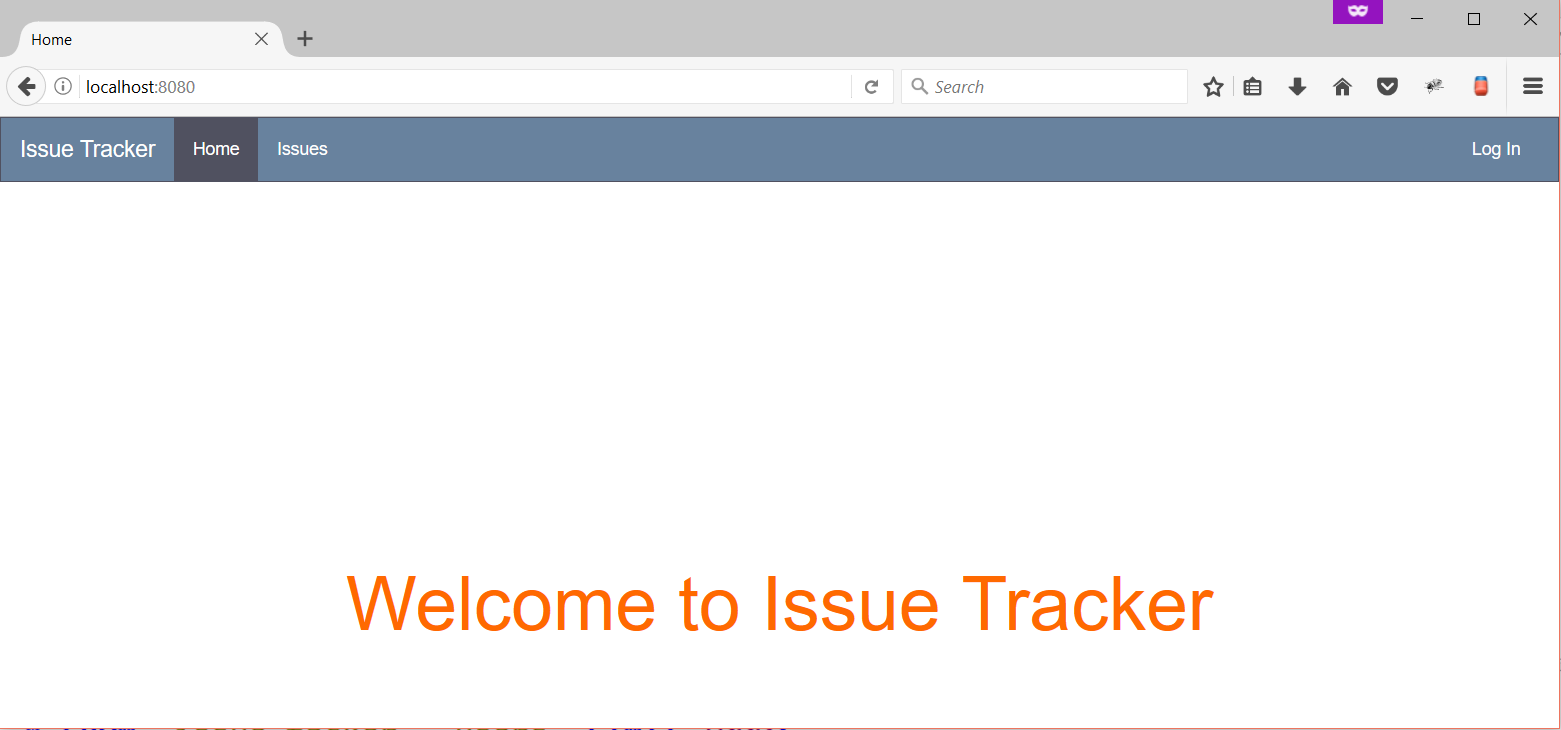 Home
localhost:8080
Search
Issue Tracker Home Issues Log In
Welcome to Issue Tracker